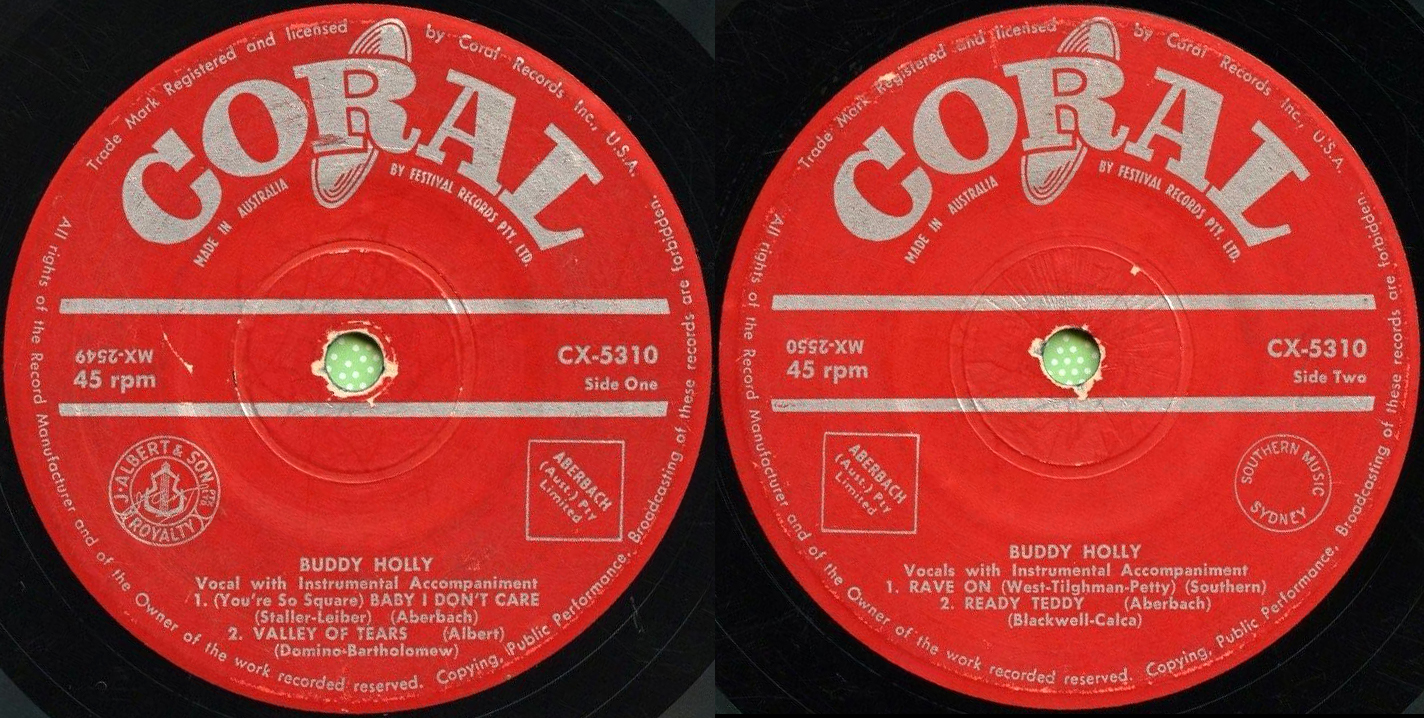 Trade Mark Registered and licensed by Coral Records Inc., U.S.A.
CORAL
MADE IN AUSTRALIA BY FESTIVAL RECORDS PTY. LTD.
WX-2549
45 rpm
CX-5310
Side One
J. ALBERT & SON PTY LTD
ROYALTY
ABERBACH
(Aust.) Pty
Limited
BUDDY HOLLY
Vocal with Instrumental Accompaniment
1. (You're So Square) BABY I DON'T CARE
(Staller-Leiber) (Aberbach)
2. VALLEY OF TEARS (Albert)
(Domino-Bartholomew)
All rights of the Record Manufacturer and of the Owner of the work recorded reserved. Copying, Public Performance, Broadcasting of these records are forbidden.
Trade Mark Registered and licensed by Coral Records Inc., U.S.A.
CORAL
MADE IN AUSTRALIA BY FESTIVAL RECORDS PTY. LTD.
WX-2550
45 rpm
CX-5310
Side Two
ABERBACH
(Aust.) Pty
Limited
SOUTHERN MUSIC
SYDNEY
BUDDY HOLLY
Vocals with Instrumental Accompaniment
1. RAVE ON (West-Tilghman-Petty) (Southern)
2. READY TEDDY (Aberbach)
(Blackwell-Calca)
All rights of the Record Manufacturer and of the Owner of the work recorded reserved. Copying, Public Performance, Broadcasting of these records are forbidden.